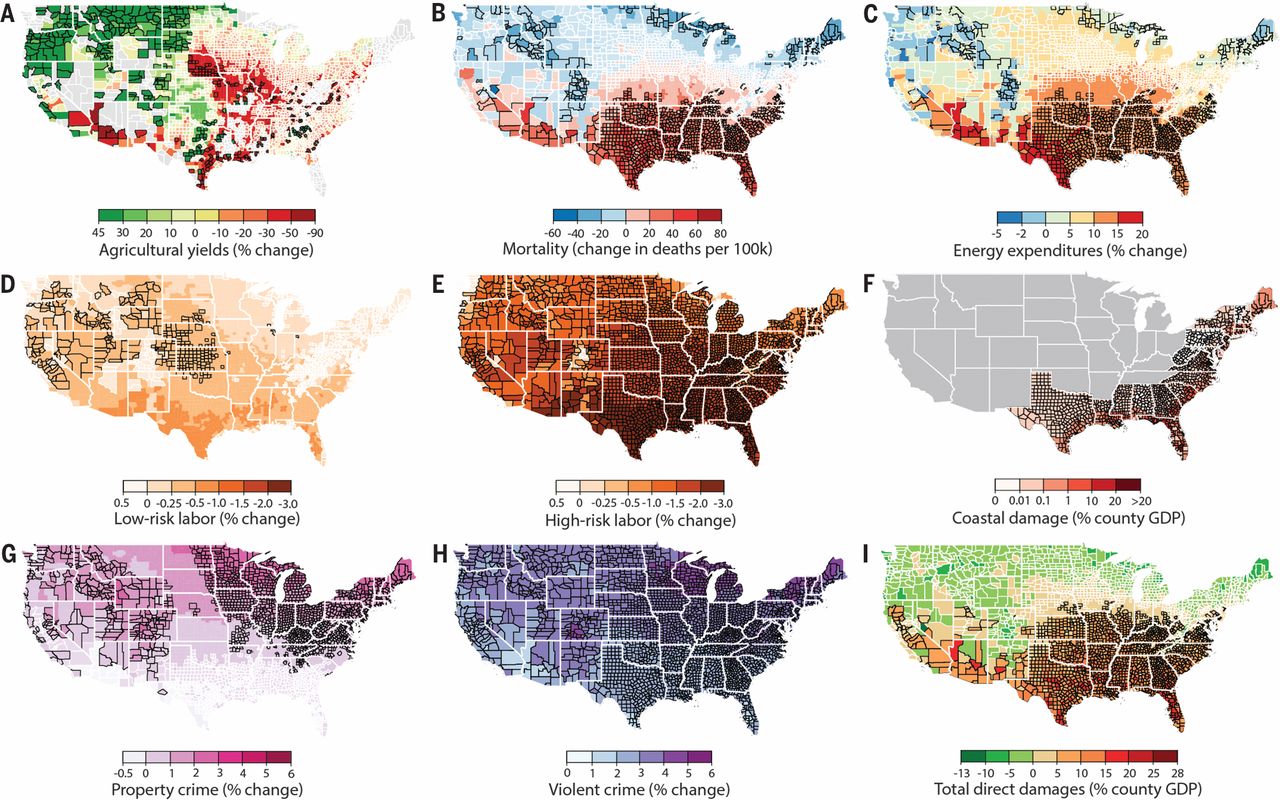 A
B
C
45 30 20 10 0 -10 -20 -30 -50 -90
Agricultural yields (% change)
-60 -40 -20 0 20 40 60 80
Mortality (change in deaths per 100k)
-5 -2 0 5 10 15 20
Energy expenditures (% change)
D
E
F
0.5 0 -0.25 -0.5 -1.0 -1.5 -2.0 -3.0
Low-risk labor (% change)
0.5 0 -0.25 -0.5 -1.0 -1.5 -2.0 -3.0
High-risk labor (% change)
0 0.01 0.1 1 10 20 >20
Coastal damage (% county GDP)
G
H
I
-0.5 0 1 2 3 4 5 6
Property crime (% change)
0 1 2 3 4 5 6
Violent crime (% change)
-13 -10 -5 0 5 10 15 20 25 28
Total direct damages (% county GDP)